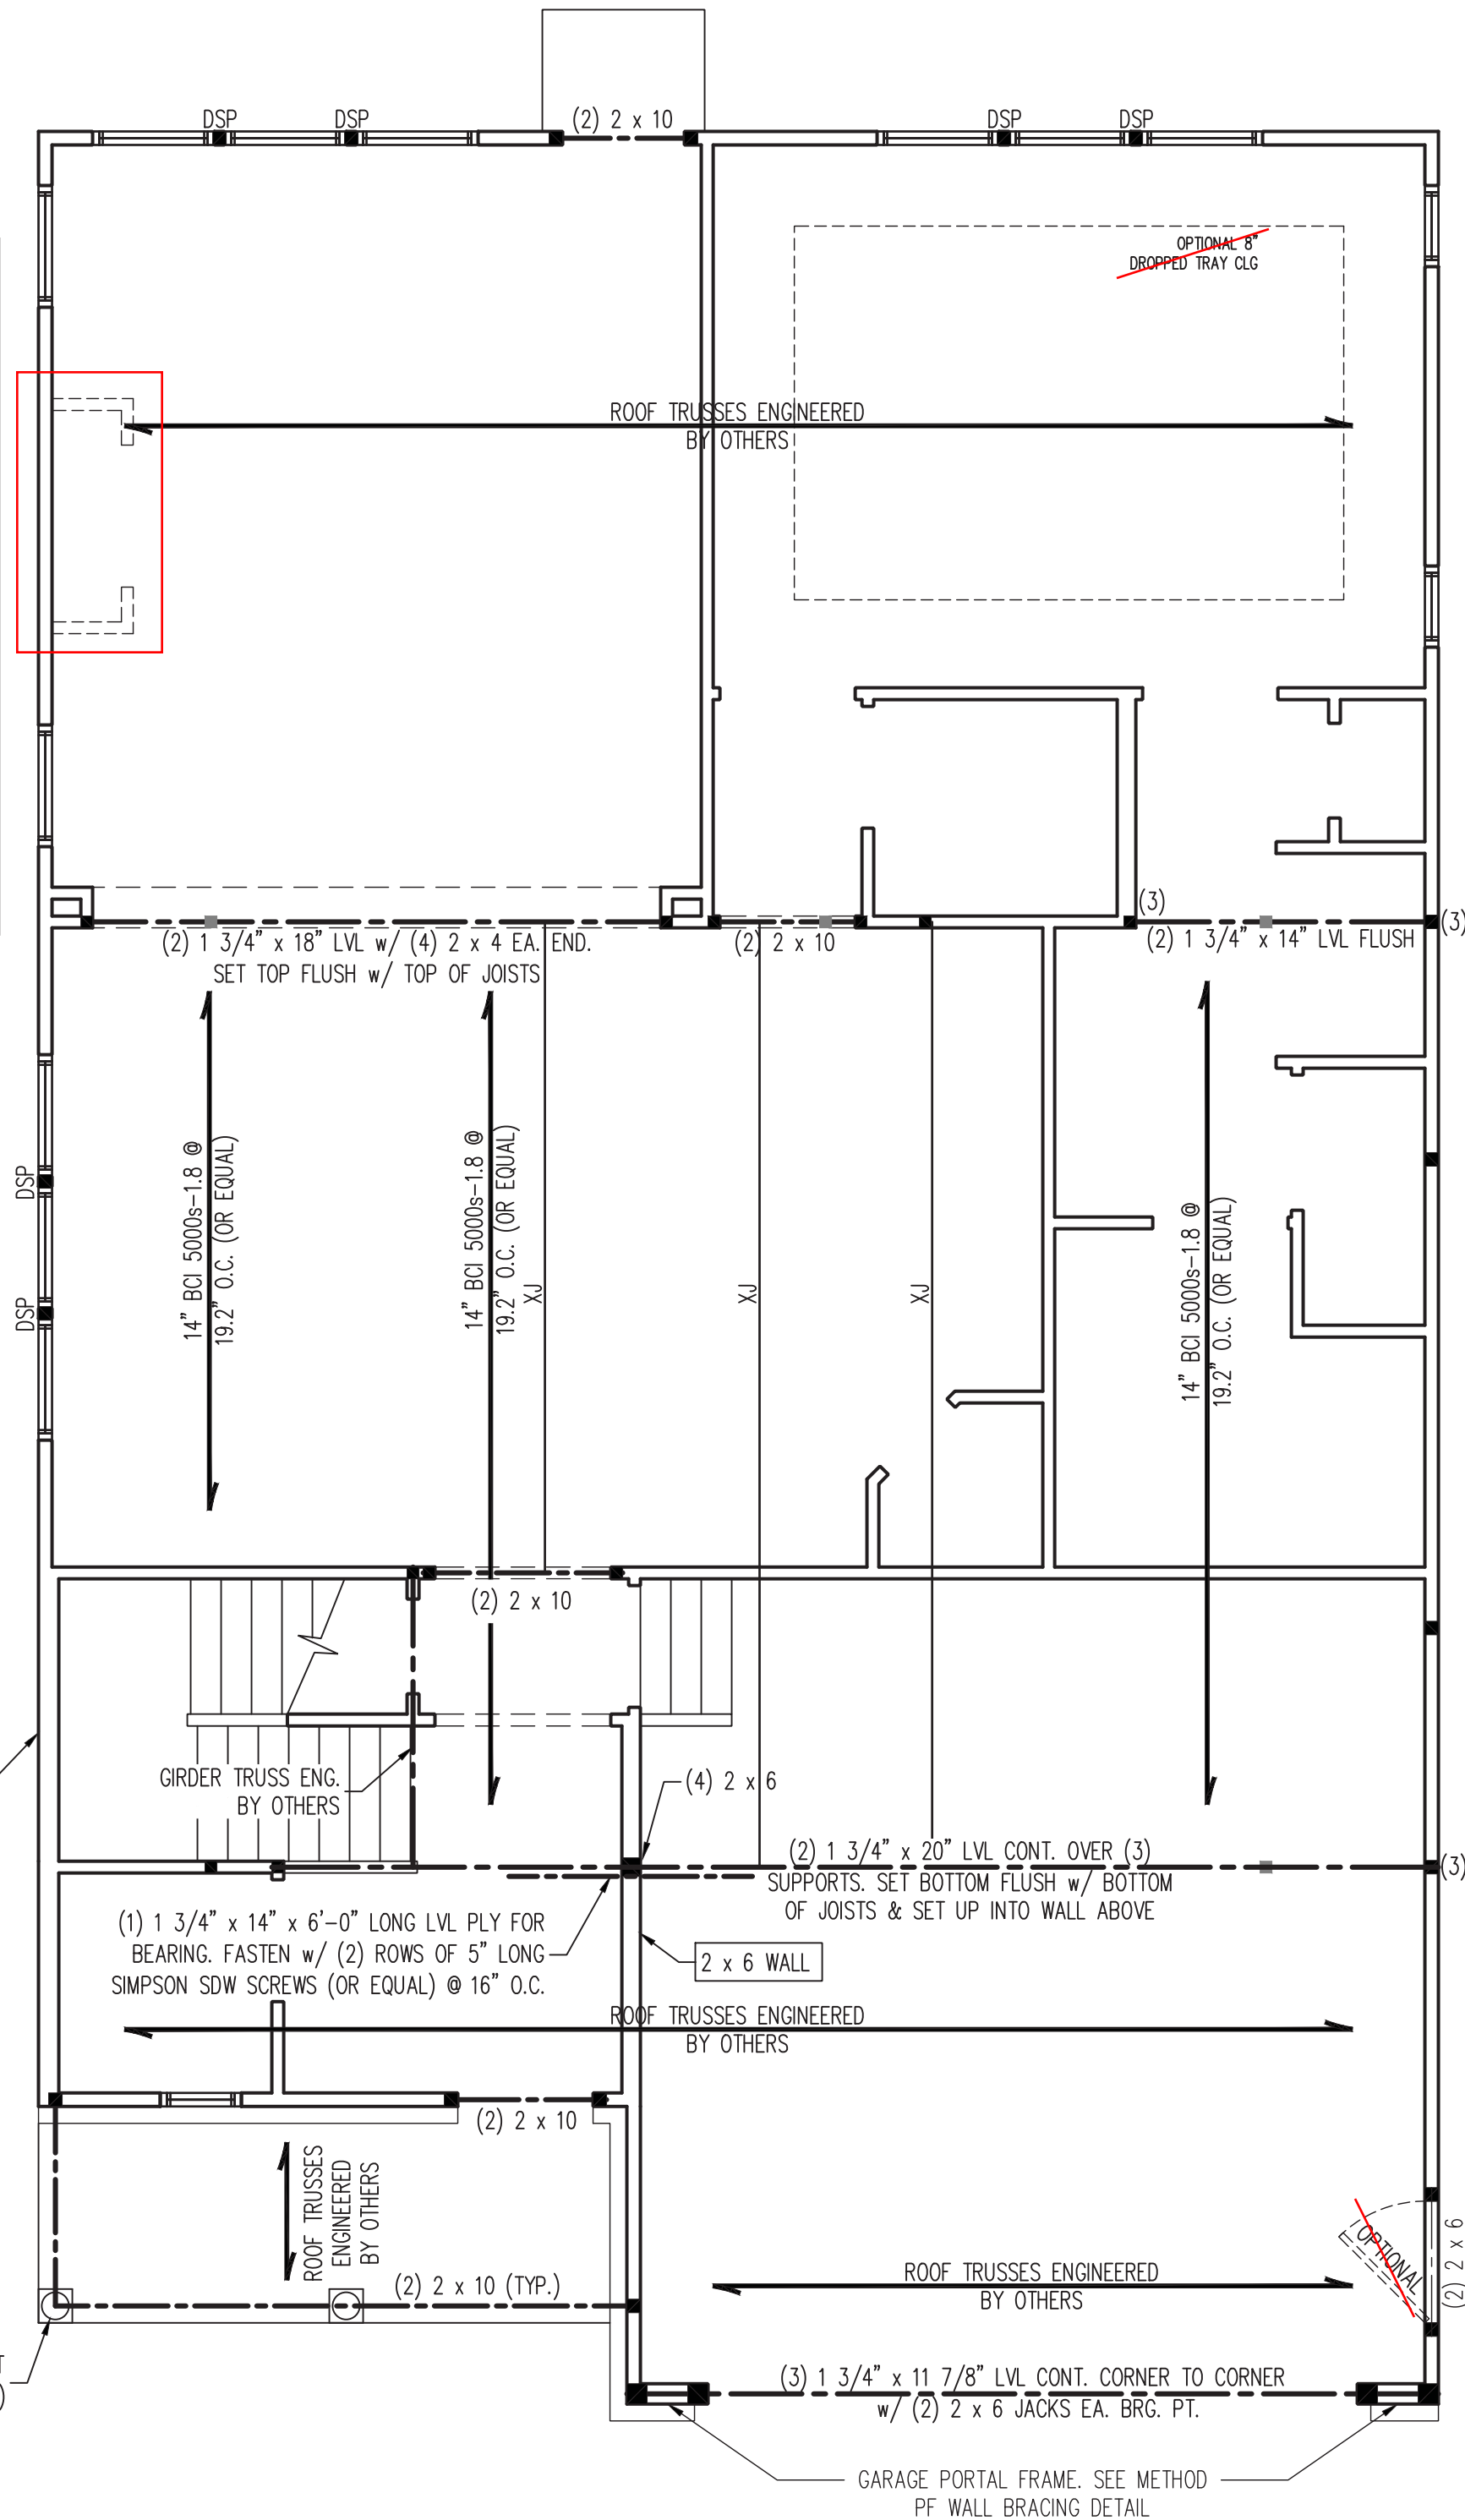 DSP
DSP
(2) 2 x 10
DSP
DSP
OPTIONAL 8"
DROPPED TRAY CLG
ROOF TRUSSES ENGINEERED
BY OTHERS
(3)
(3)
(2) 1 3/4" x 18" LVL w/ (4) 2 x 4 EA. END.
SET TOP FLUSH w/ TOP OF JOISTS
(2) 2 x 10
(2) 1 3/4" x 14" LVL FLUSH
14" BCI 5000s-1.8 @
19.2" O.C. (OR EQUAL)
14" BCI 5000s-1.8 @
19.2" O.C. (OR EQUAL)
14" BCI 5000s-1.8 @
19.2" O.C. (OR EQUAL)
DSP
DSP
XJ
XJ
XJ
(2) 2 x 10
GIRDER TRUSS ENG.
BY OTHERS
(4) 2 x 6
(2) 1 3/4" x 20" LVL CONT. OVER (3)
SUPPORTS. SET BOTTOM FLUSH w/ BOTTOM
OF JOISTS & SET UP INTO WALL ABOVE
(3)
(1) 1 3/4" x 14" x 6'-0" LONG LVL PLY FOR
BEARING. FASTEN w/ (2) ROWS OF 5" LONG
SIMPSON SDW SCREWS (OR EQUAL) @ 16" O.C.
2 x 6 WALL
ROOF TRUSSES ENGINEERED
BY OTHERS
(2) 2 x 10
ROOF TRUSSES
ENGINEERED
BY OTHERS
(2) 2 x 10 (TYP.)
ROOF TRUSSES ENGINEERED
BY OTHERS
OPTIONAL
(2) 2 x 6
(3) 1 3/4" x 11 7/8" LVL CONT. CORNER TO CORNER
w/ (2) 2 x 6 JACKS EA. BRG. PT.
GARAGE PORTAL FRAME. SEE METHOD
PF WALL BRACING DETAIL